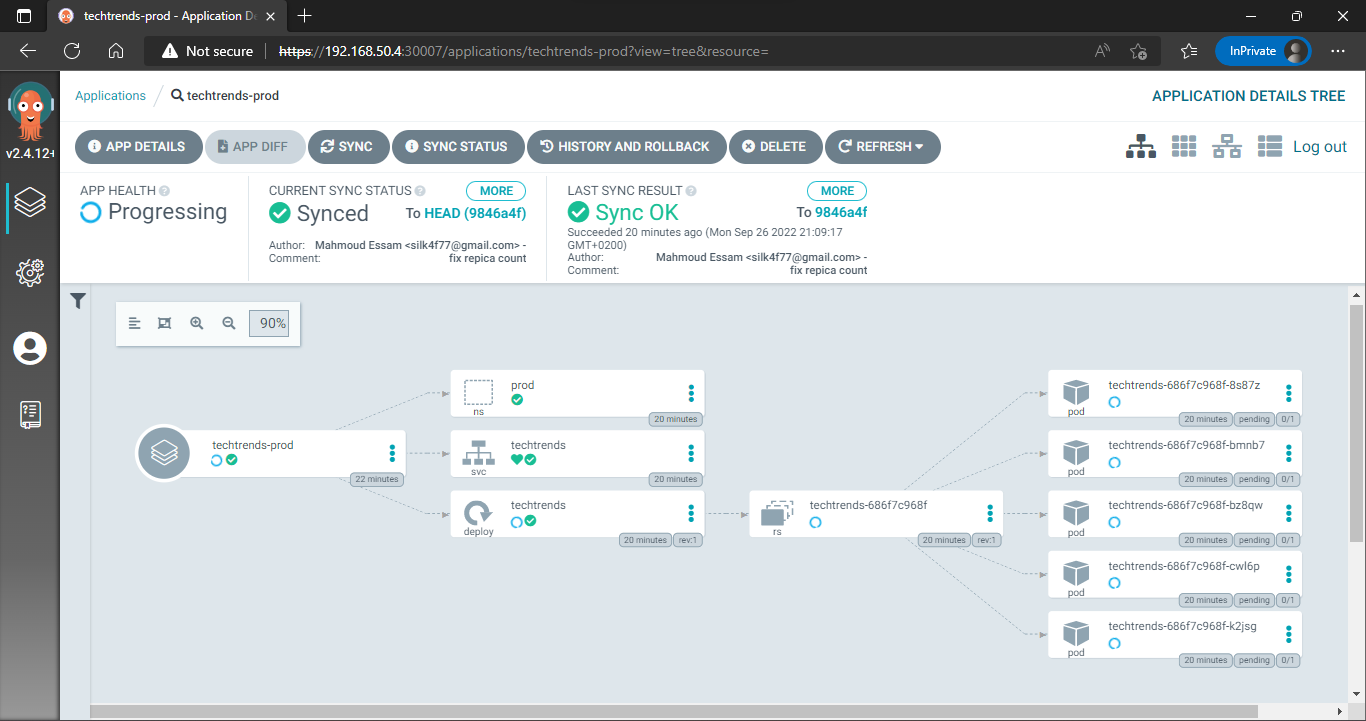 techtrends-prod - Application De
Not secure
https://192.168.50.4:30007/applications/techtrends-prod?view=tree&resource=
InPrivate
v2.4.12+
Applications / techtrends-prod
APPLICATION DETAILS TREE
APP DETAILS
APP DIFF
SYNC
SYNC STATUS
HISTORY AND ROLLBACK
DELETE
REFRESH
Log out
APP HEALTH
Progressing
CURRENT SYNC STATUS
MORE
Synced
To HEAD (9846a4f)
Author: Mahmoud Essam <silk4f77@gmail.com> -
Comment: fix repica count
LAST SYNC RESULT
MORE
Sync OK
To 9846a4f
Succeeded 20 minutes ago (Mon Sep 26 2022 21:09:17
GMT+0200)
Author: Mahmoud Essam <silk4f77@gmail.com> -
Comment: fix repica count
90%
techtrends-prod
22 minutes
prod
ns
20 minutes
techtrends
svc
20 minutes
techtrends
deploy
20 minutes rev:1
techtrends-686f7c968f
rs
20 minutes rev:1
techtrends-686f7c968f-8s87z
pod
20 minutes pending 0/1
techtrends-686f7c968f-bmnb7
pod
20 minutes pending 0/1
techtrends-686f7c968f-bz8qw
pod
20 minutes pending 0/1
techtrends-686f7c968f-cwl6p
pod
20 minutes pending 0/1
techtrends-686f7c968f-k2jsg
pod
20 minutes pending 0/1